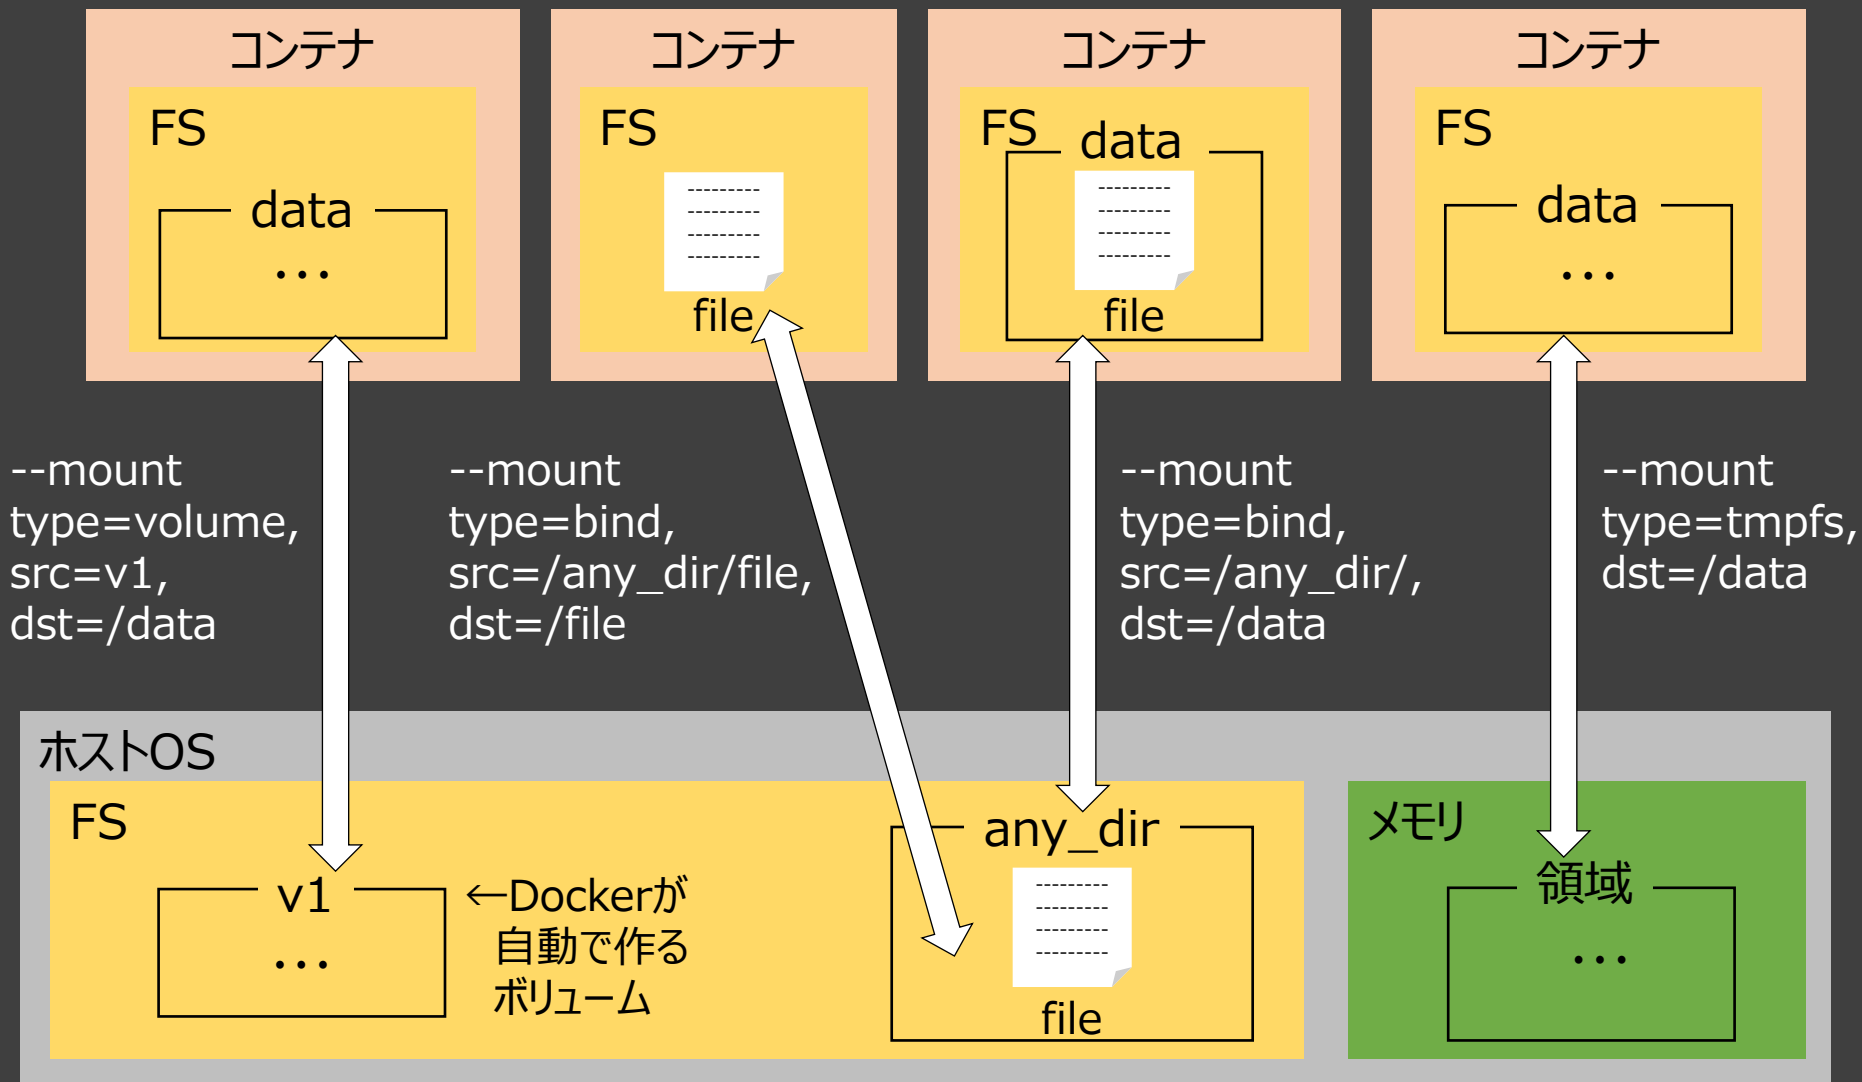 コンテナ
FS
data
...
コンテナ
FS
file
コンテナ
FS
data
file
コンテナ
FS
data
...
--mount
type=volume,
src=v1,
dst=/data
--mount
type=bind,
src=/any_dir/file,
dst=/file
--mount
type=bind,
src=/any_dir/,
dst=/data
--mount
type=tmpfs,
dst=/data
ホストOS
FS
v1
...
←Dockerが
自動で作る
ボリューム
any_dir
file
メモリ
領域
...